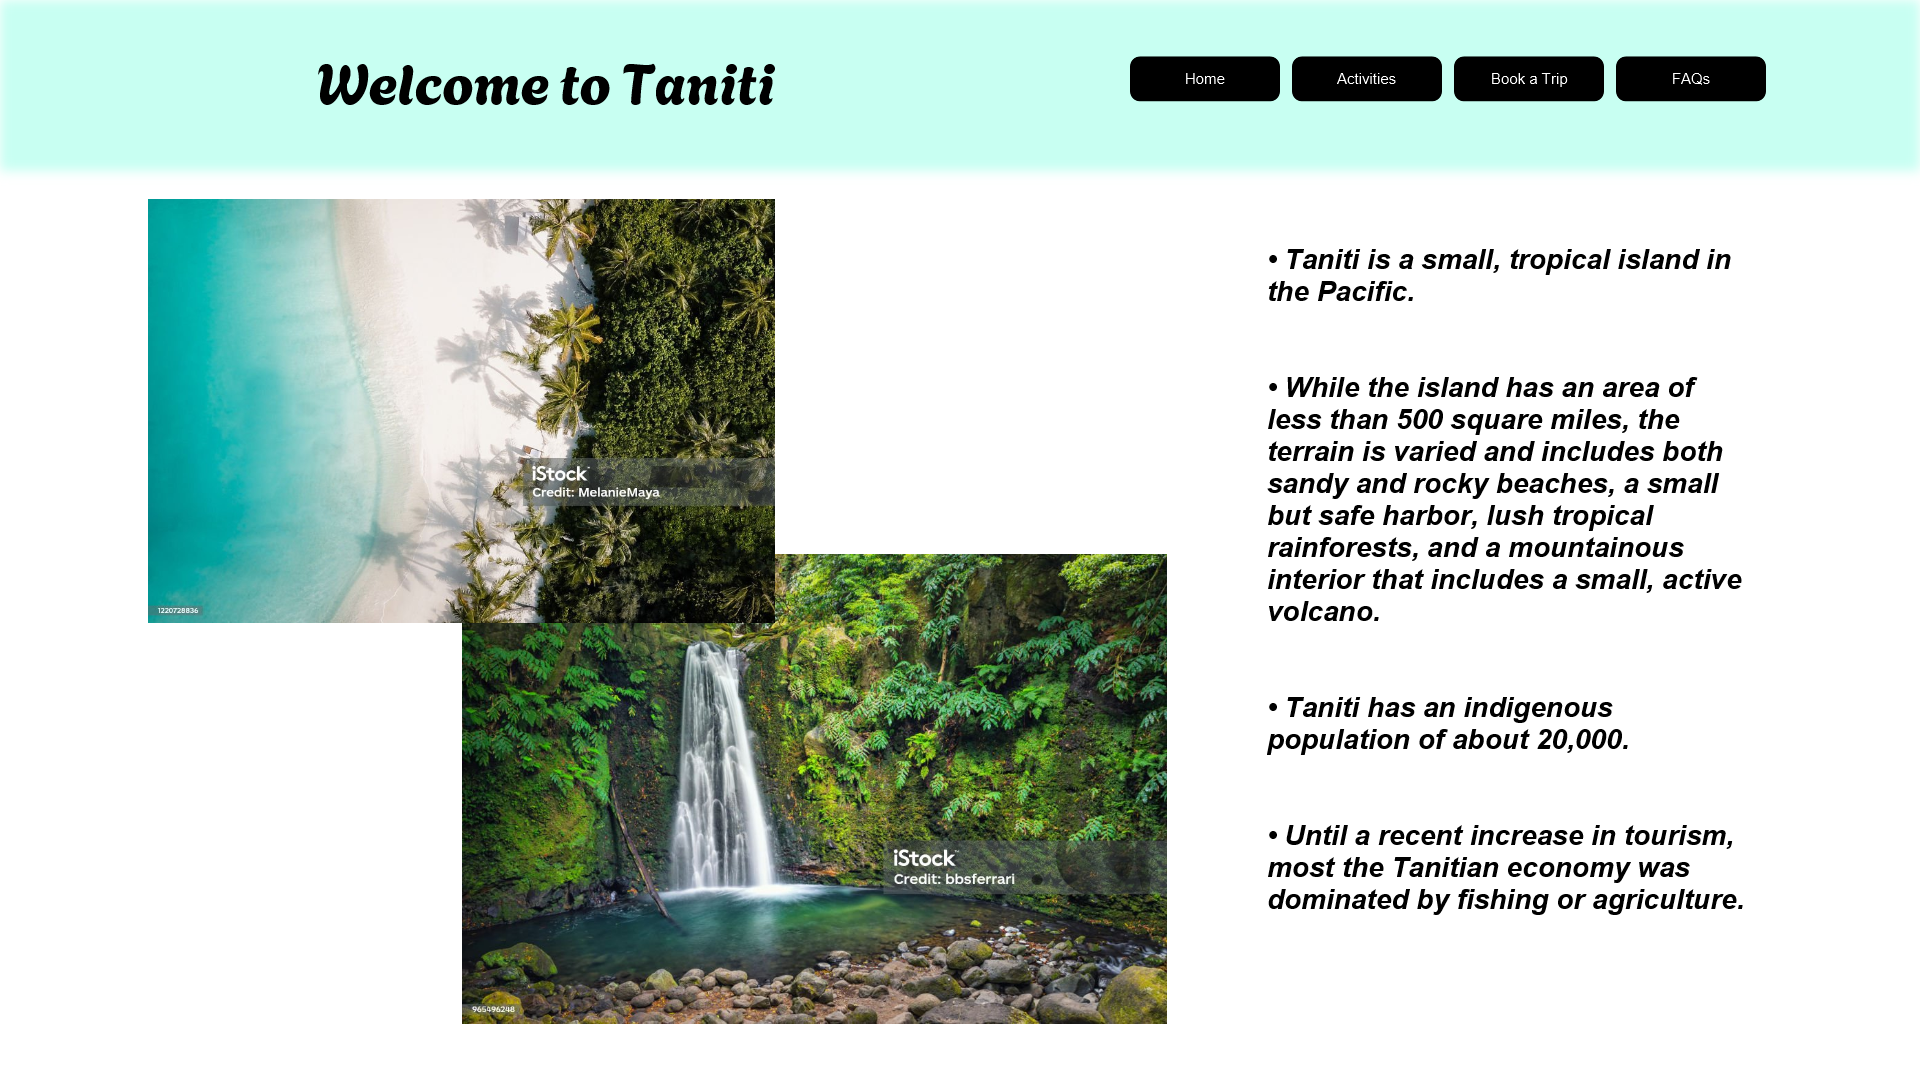 Welcome to Taniti
Home
Activities
Book a Trip
FAQs
iStock
Credit: MelanieMaya
1220728836
iStock
Credit: bbsferrari
965496248
• Taniti is a small, tropical island in
the Pacific.
• While the island has an area of
less than 500 square miles, the
terrain is varied and includes both
sandy and rocky beaches, a small
but safe harbor, lush tropical
rainforests, and a mountainous
interior that includes a small, active
volcano.
• Taniti has an indigenous
population of about 20,000.
• Until a recent increase in tourism,
most the Tanitian economy was
dominated by fishing or agriculture.